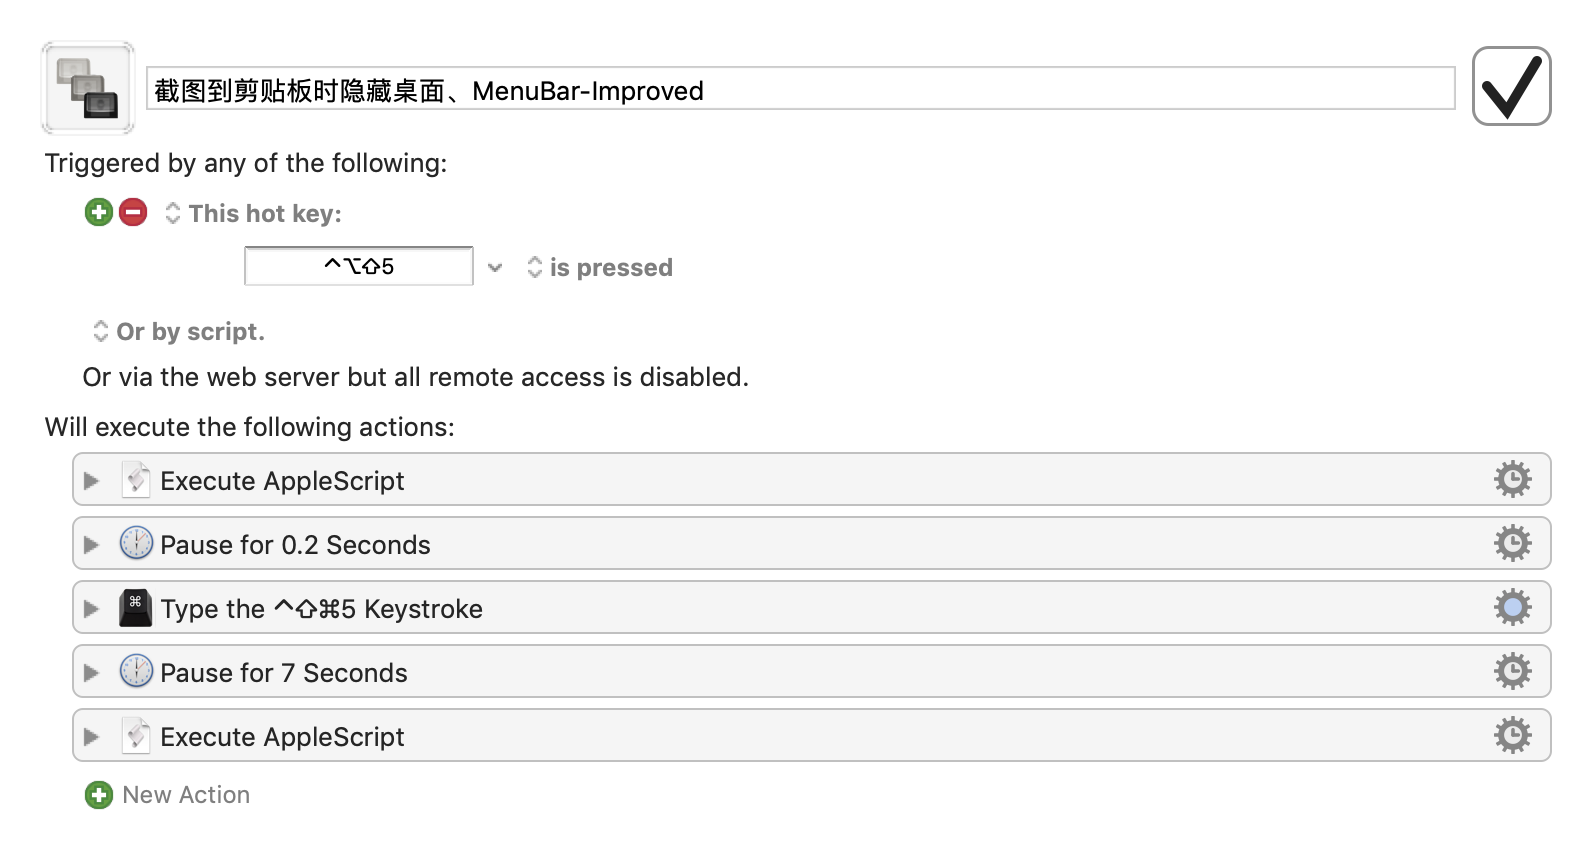 截图到剪贴板时隐藏桌面、MenuBar-Improved
Triggered by any of the following:
This hot key:
⌃⌥⇧5 is pressed
Or by script.
Or via the web server but all remote access is disabled.
Will execute the following actions:
Execute AppleScript
Pause for 0.2 Seconds
⌘ Type the ⌃⇧⌘5 Keystroke
Pause for 7 Seconds
Execute AppleScript
New Action